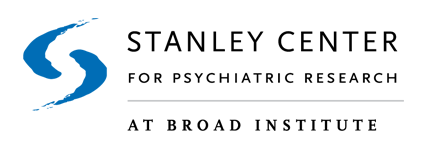 STANLEY CENTER
FOR PSYCHIATRIC RESEARCH
AT BROAD INSTITUTE